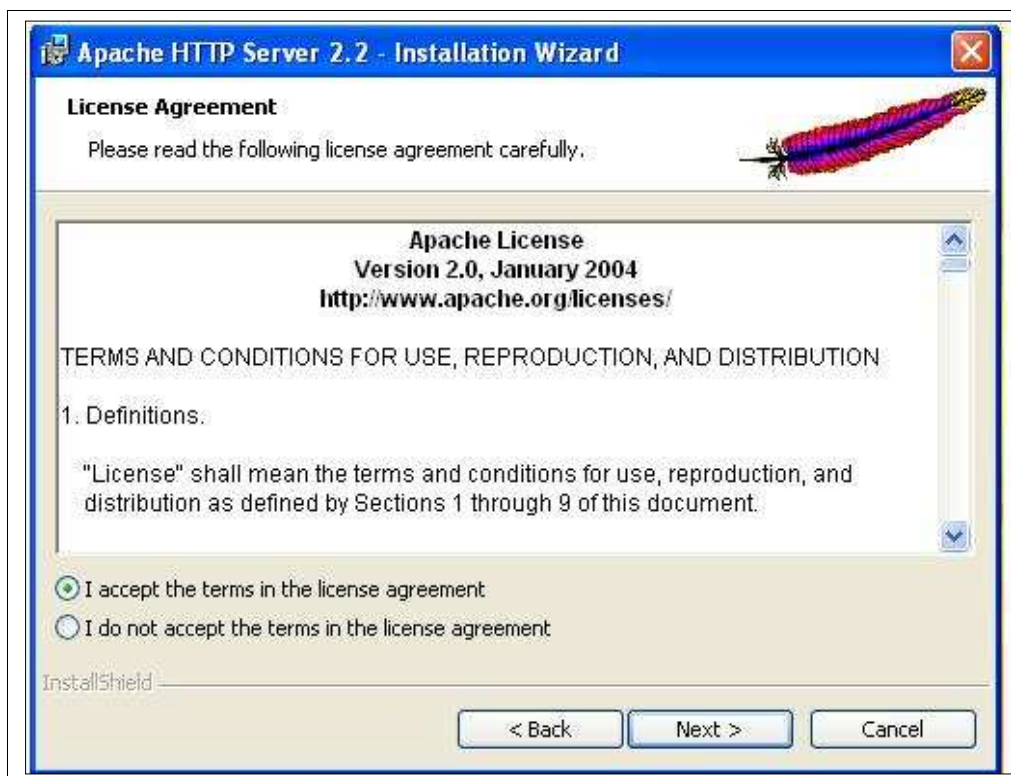 Apache HTTP Server 2.2 - Installation Wizard
License Agreement
Please read the following license agreement carefully.
Apache License
Version 2.0, January 2004
http://www.apache.org/licenses/
TERMS AND CONDITIONS FOR USE, REPRODUCTION, AND DISTRIBUTION
1. Definitions.
"License" shall mean the terms and conditions for use, reproduction, and
distribution as defined by Sections 1 through 9 of this document.
I accept the terms in the license agreement
I do not accept the terms in the license agreement
InstallShield
< Back Next > Cancel